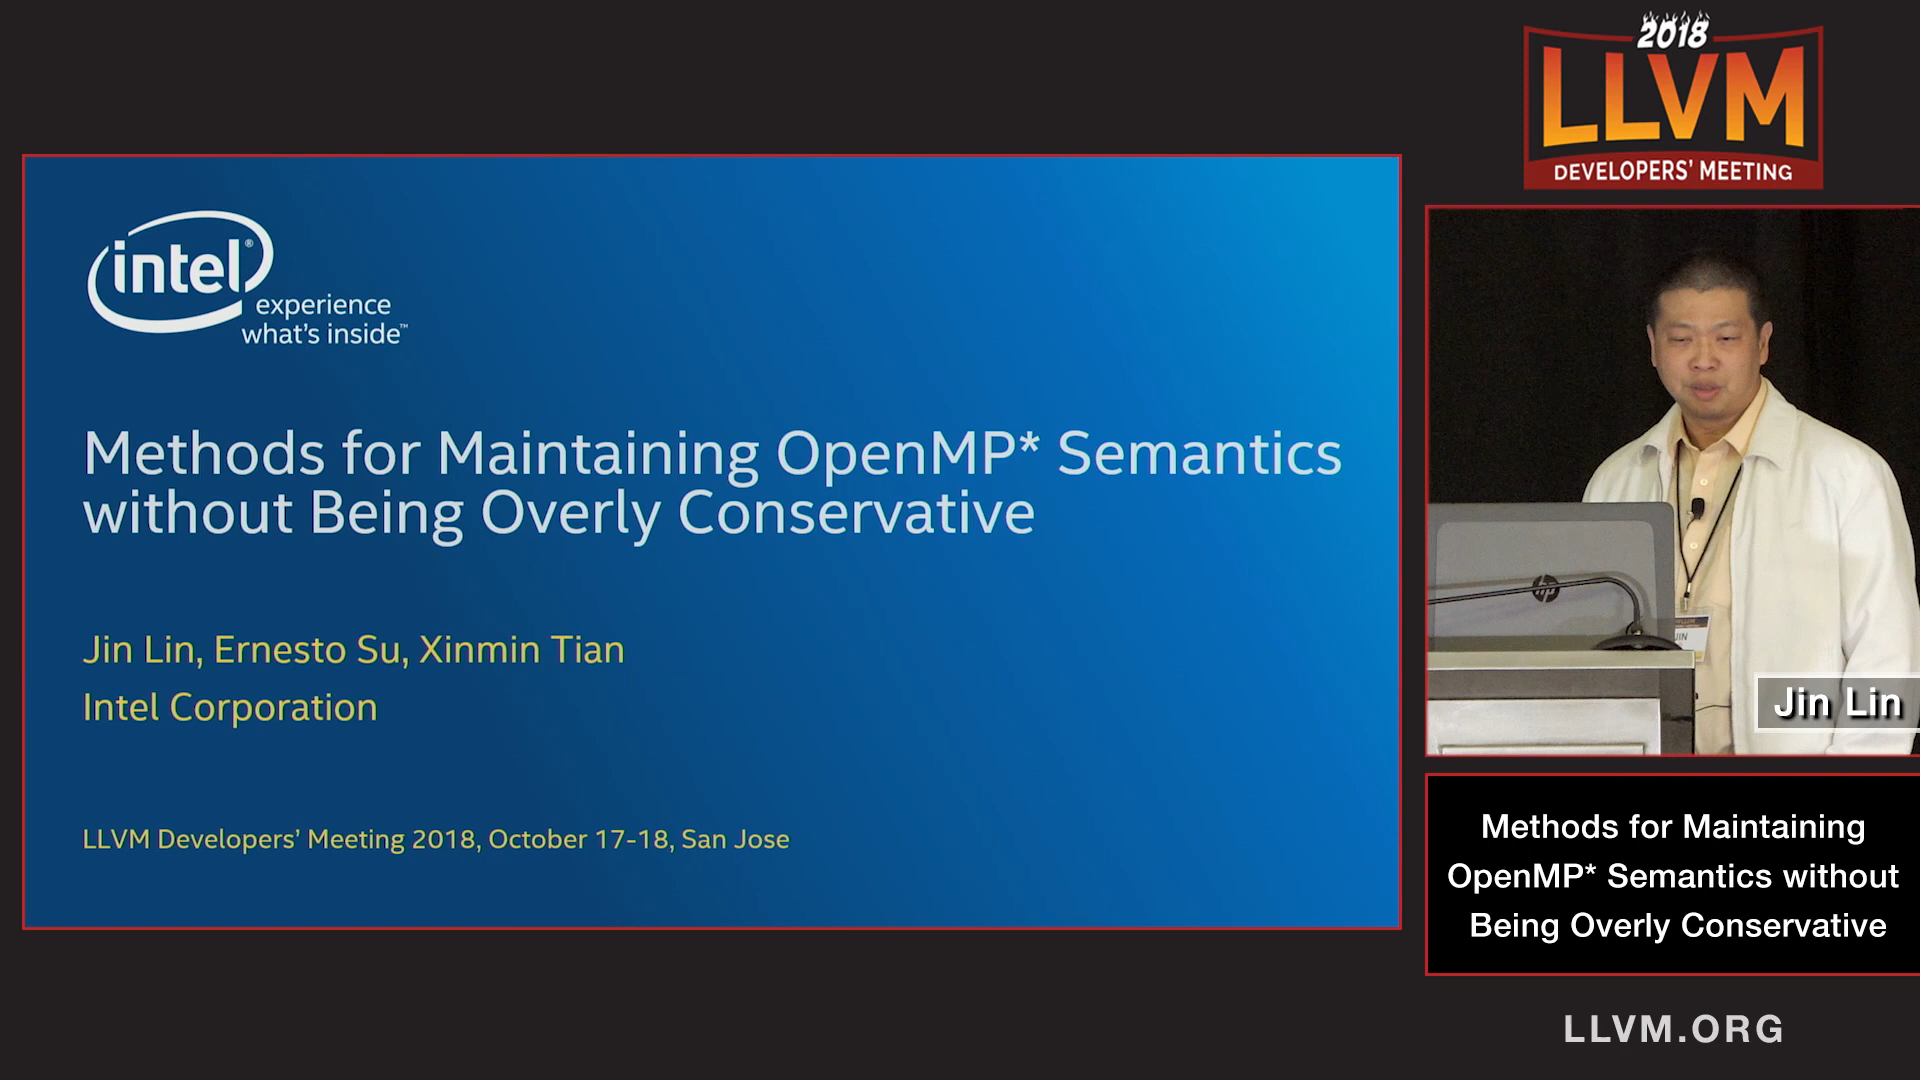 2018
LLVM
DEVELOPERS' MEETING
intel®
experience
what's inside™
Methods for Maintaining OpenMP* Semantics
without Being Overly Conservative
Jin Lin, Ernesto Su, Xinmin Tian
Intel Corporation
LLVM Developers' Meeting 2018, October 17-18, San Jose
hp
JIN
Jin Lin
Methods for Maintaining
OpenMP* Semantics without
Being Overly Conservative
LLVM.ORG